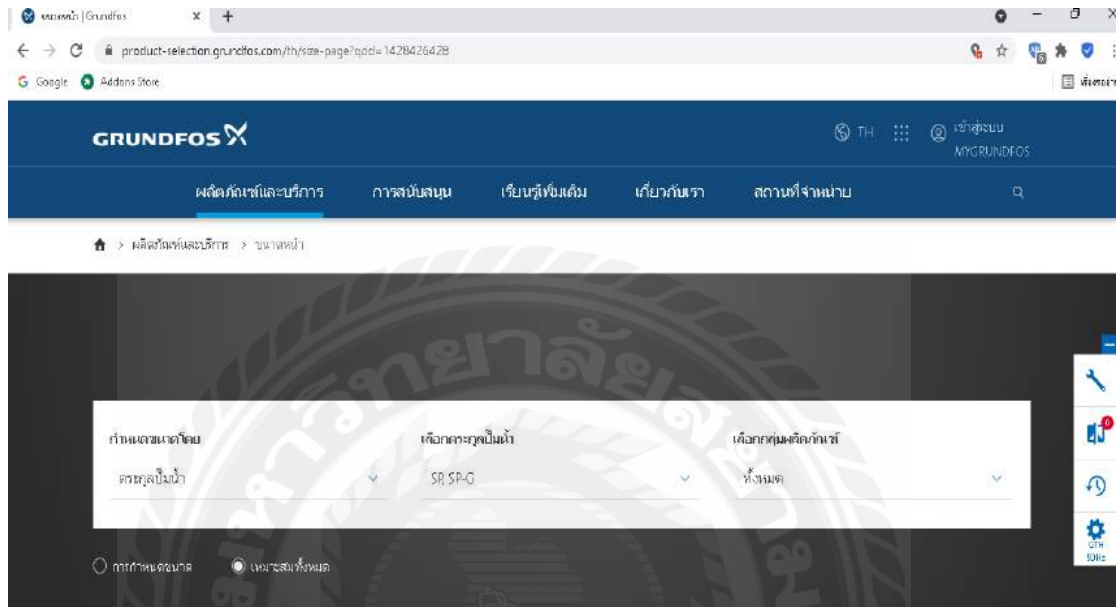 ขนาดหน้า | Grundfos
product-selection.grundfos.com/th/size-page?qcid=1428426428
Google Addons Store
GRUNDFOS
TH
เข้าสู่ระบบ
MYGRUNDFOS
ผลิตภัณฑ์และบริการ การสนับสนุน เรียนรู้เพิ่มเติม เกี่ยวกับเรา สถานที่จำหน่าย
> ผลิตภัณฑ์และบริการ > ขนาดหน้า
กำหนดขนาดโดย เลือกตระกูลปั๊มน้ำ เลือกกลุ่มผลิตภัณฑ์
ตระกูลปั๊มน้ำ SP, SP-G ทั้งหมด
0
GTH
50Hz
การกำหนดขนาด เหมาะสมทั้งหมด